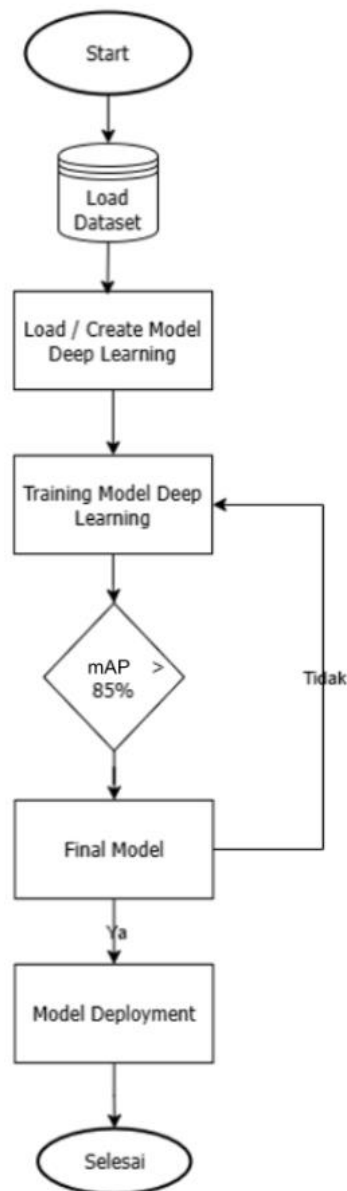 Start
Load
Dataset
Load / Create Model
Deep Learning
Training Model Deep
Learning
mAP >
85%
Tidak
Final Model
Ya
Model Deployment
Selesai